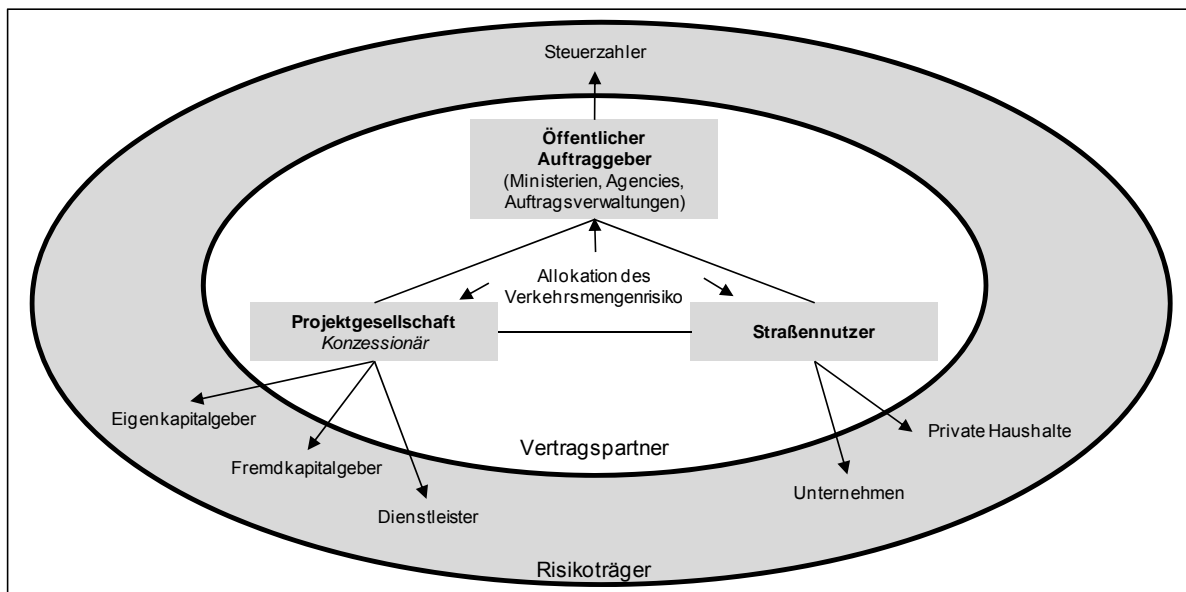 Steuerzahler
Öffentlicher
Auftraggeber
(Ministerien, Agencies,
Auftragsverwaltungen)
Allokation des
Verkehrsmengenrisiko
Projektgesellschaft
Konzessionär
Straßennutzer
Eigenkapitalgeber
Fremdkapitalgeber
Dienstleister
Vertragspartner
Private Haushalte
Unternehmen
Risikoträger